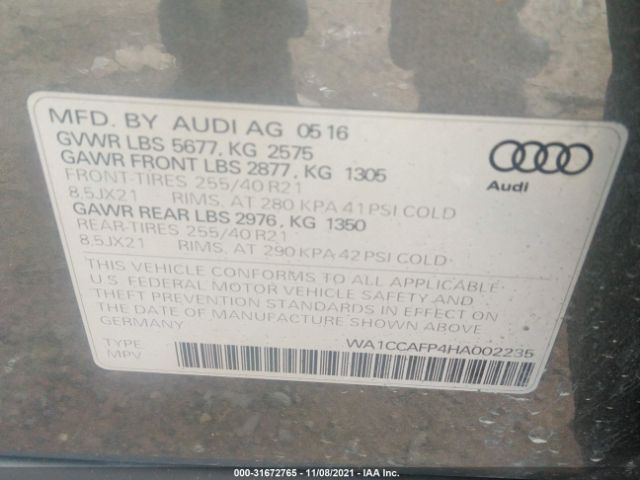 MFD. BY AUDI AG 05 16
GVWR LBS 5677, KG 2575
GAWR FRONT LBS 2877, KG 1305
FRONT-TIRES 255/40 R21
8,5JX21 RIMS, AT 280 KPA 41 PSI COLD
GAWR REAR LBS 2976, KG 1350
REAR-TIRES 255/40 R21
8,5JX21 RIMS, AT 290 KPA 42 PSI COLD
THIS VEHICLE CONFORMS TO ALL APPLICABLE
U.S. FEDERAL MOTOR VEHICLE SAFETY AND
THEFT PREVENTION STANDARDS IN EFFECT ON
THE DATE OF MANUFACTURE SHOWN ABOVE
GERMANY
TYPE
MPV
WA1CCAFP4HA002235
Audi
000-31672765 - 11/08/2021 - IAA Inc.